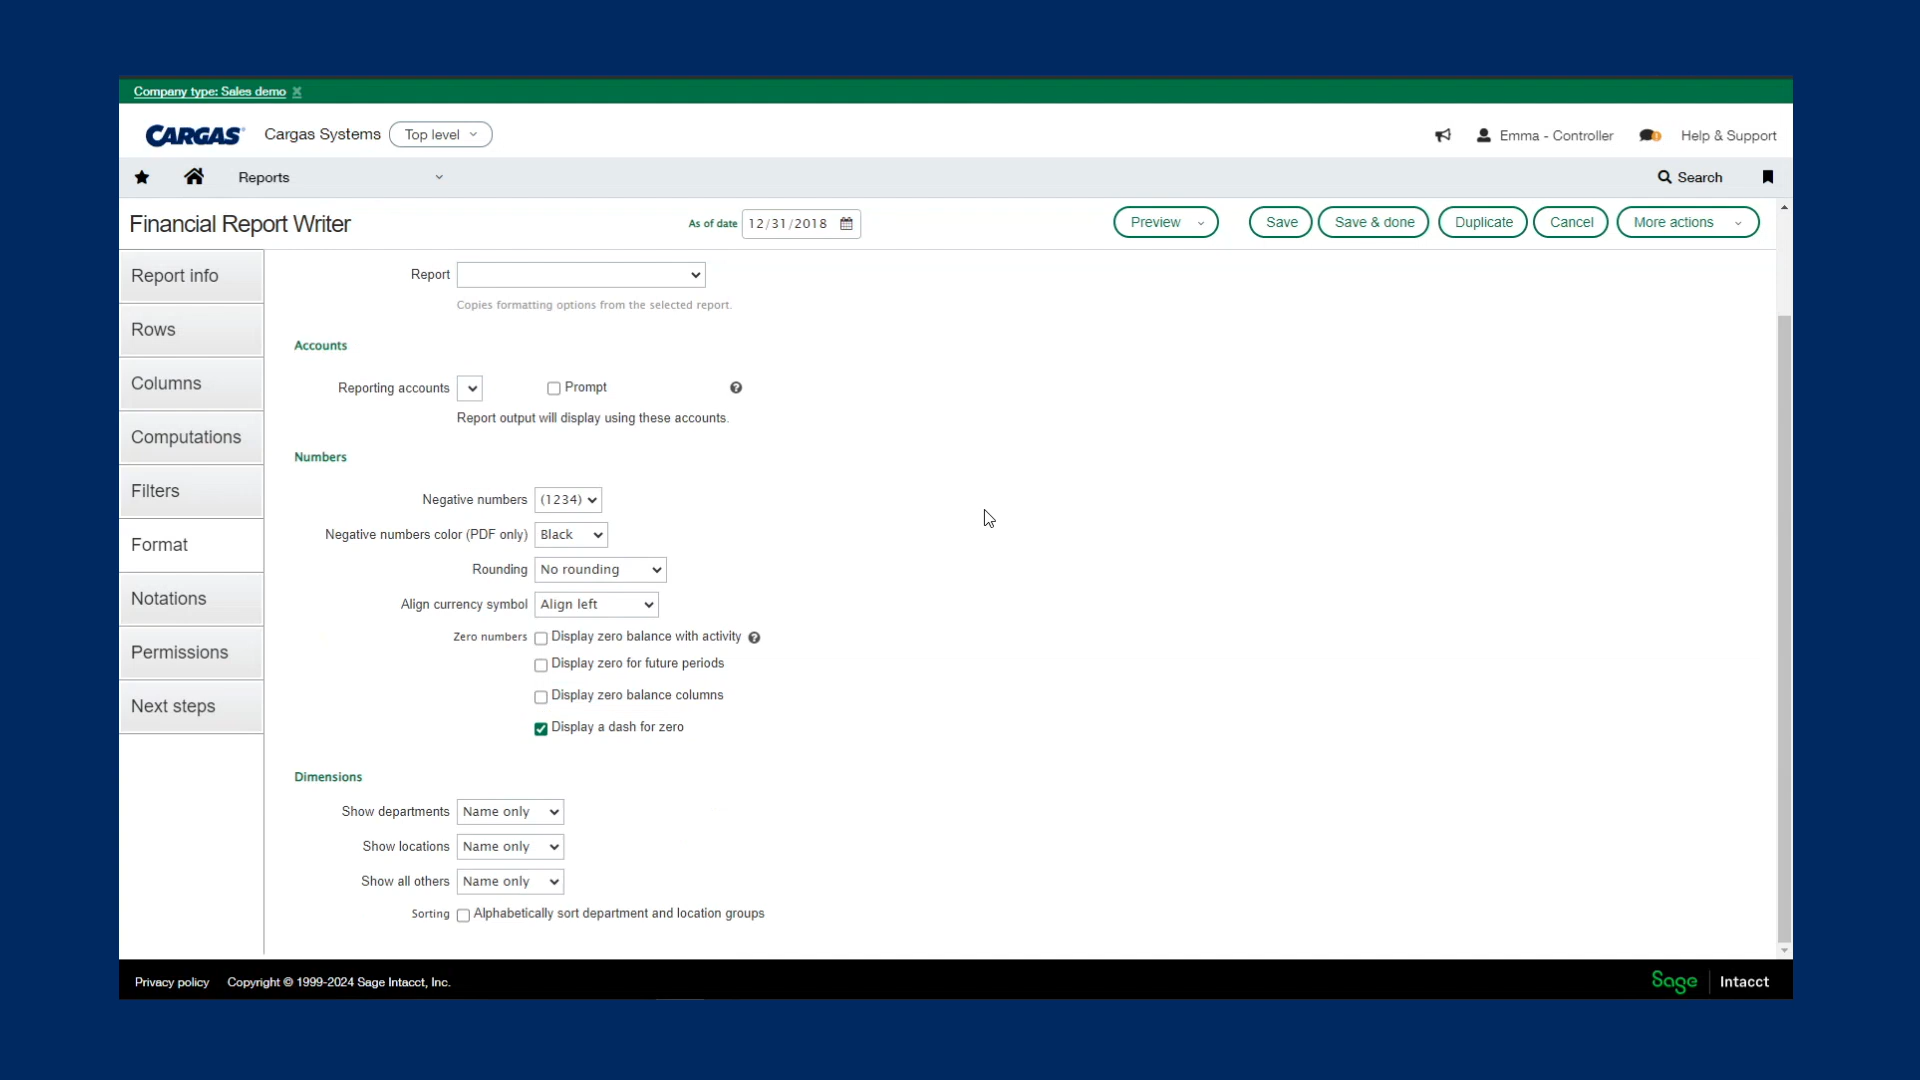 Company type: Sales demo
CARGAS Cargas Systems Top level
Emma - Controller Help & Support
Reports Search
Financial Report Writer As of date 12/31/2018 Preview Save Save & done Duplicate Cancel More actions
Report info
Rows
Columns
Computations
Filters
Format
Notations
Permissions
Next steps
Report
Copies formatting options from the selected report.
Accounts
Reporting accounts Prompt
Report output will display using these accounts.
Numbers
Negative numbers (1234)
Negative numbers color (PDF only) Black
Rounding No rounding
Align currency symbol Align left
Zero numbers Display zero balance with activity
Display zero for future periods
Display zero balance columns
Display a dash for zero
Dimensions
Show departments Name only
Show locations Name only
Show all others Name only
Sorting Alphabetically sort department and location groups
Privacy policy Copyright © 1999-2024 Sage Intacct, Inc. Sage Intacct